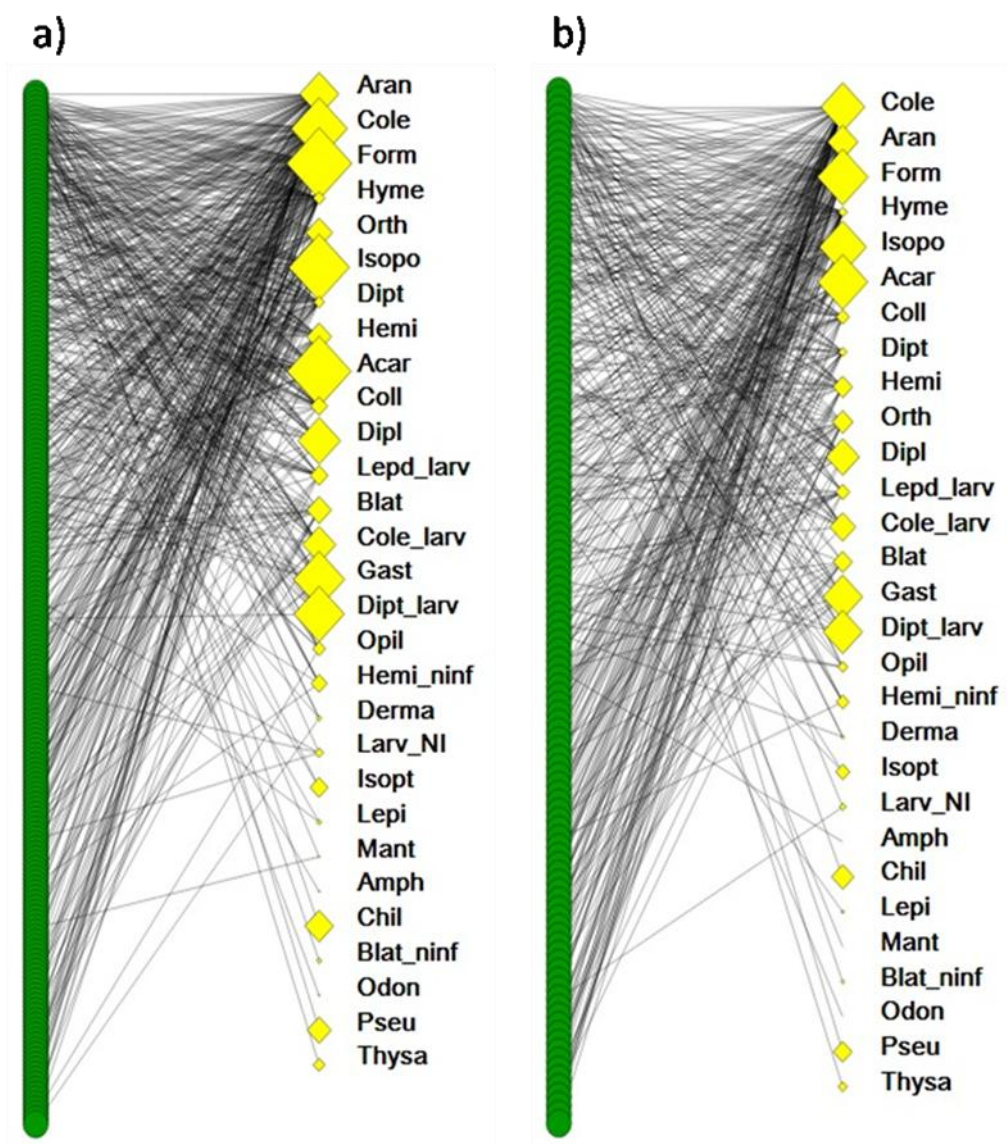 a)
Aran
Cole
Form
Hyme
Orth
Isopo
Dipt
Hemi
Acar
Coll
Dipl
Lepd_larv
Blat
Cole_larv
Gast
Dipt_larv
Opil
Hemi_ninf
Derma
Larv_NI
Isopt
Lepi
Mant
Amph
Chil
Blat_ninf
Odon
Pseu
Thysa
b)
Cole
Aran
Form
Hyme
Isopo
Acar
Coll
Dipt
Hemi
Orth
Dipl
Lepd_larv
Cole_larv
Blat
Gast
Dipt_larv
Opil
Hemi_ninf
Derma
Isopt
Larv_NI
Amph
Chil
Lepi
Mant
Blat_ninf
Odon
Pseu
Thysa